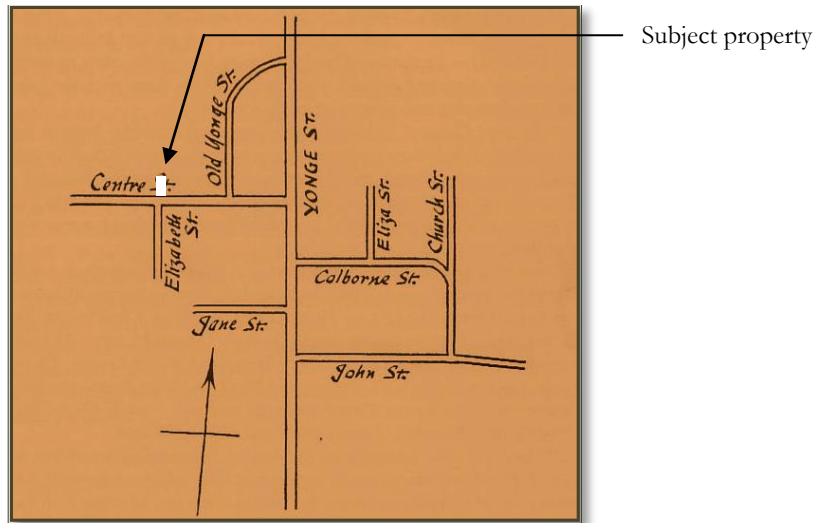 Subject property
Old Yonge St.
YONGE ST.
Centre St.
Elizabeth
St.
Eliza St.
Church St.
Colborne St.
Jane St.
John St.